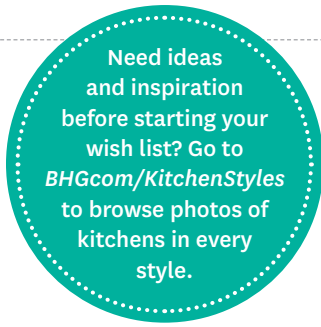 Need ideas
and inspiration
before starting your
wish list? Go to
BHGcom/KitchenStyles
to browse photos of
kitchens in every
style.